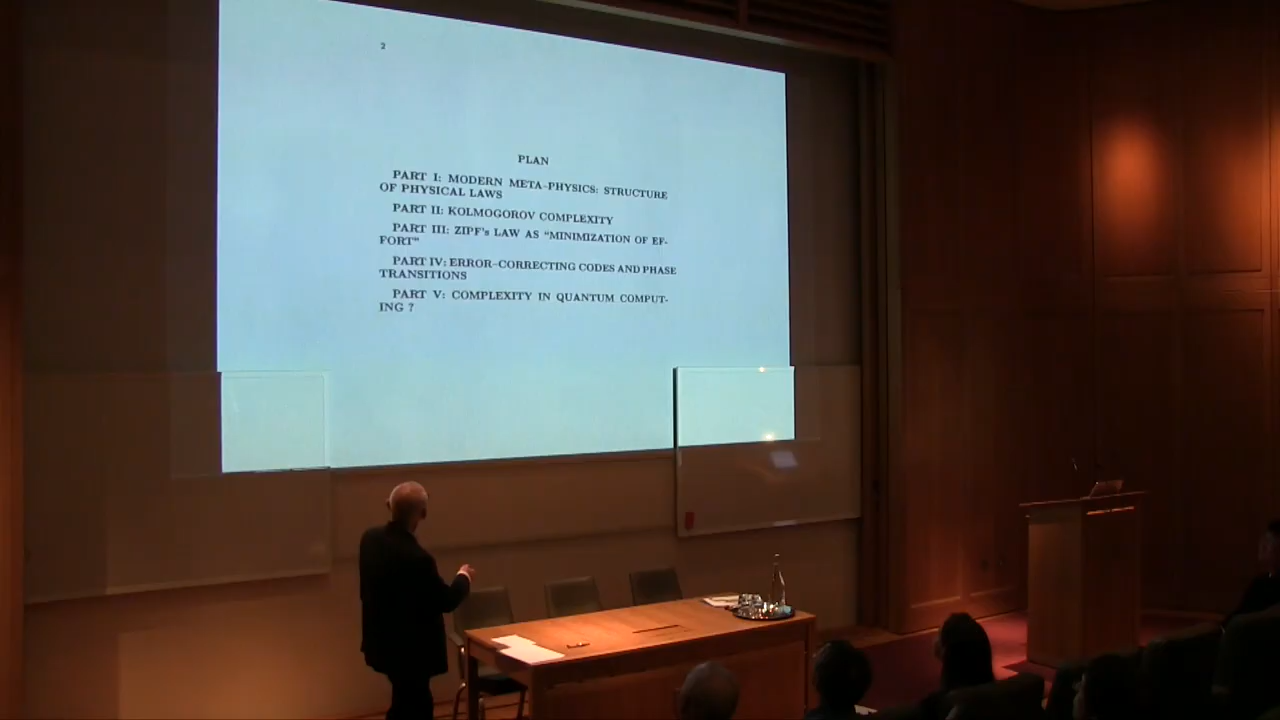 2
PLAN
PART I: MODERN META–PHYSICS: STRUCTURE
OF PHYSICAL LAWS
PART II: KOLMOGOROV COMPLEXITY
PART III: ZIPF's LAW AS "MINIMIZATION OF EF-
FORT"
PART IV: ERROR–CORRECTING CODES AND PHASE
TRANSITIONS
PART V: COMPLEXITY IN QUANTUM COMPUT-
ING ?